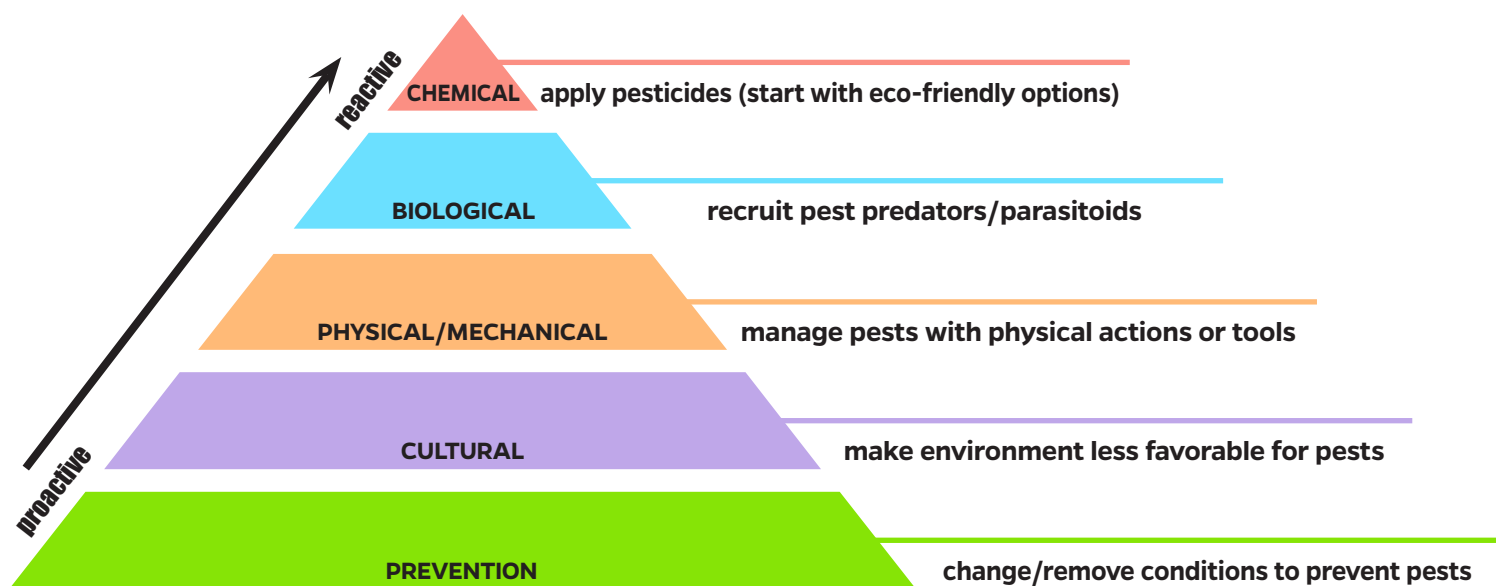 reactive
CHEMICAL apply pesticides (start with eco-friendly options)
BIOLOGICAL recruit pest predators/parasitoids
PHYSICAL/MECHANICAL manage pests with physical actions or tools
CULTURAL make environment less favorable for pests
proactive
PREVENTION change/remove conditions to prevent pests